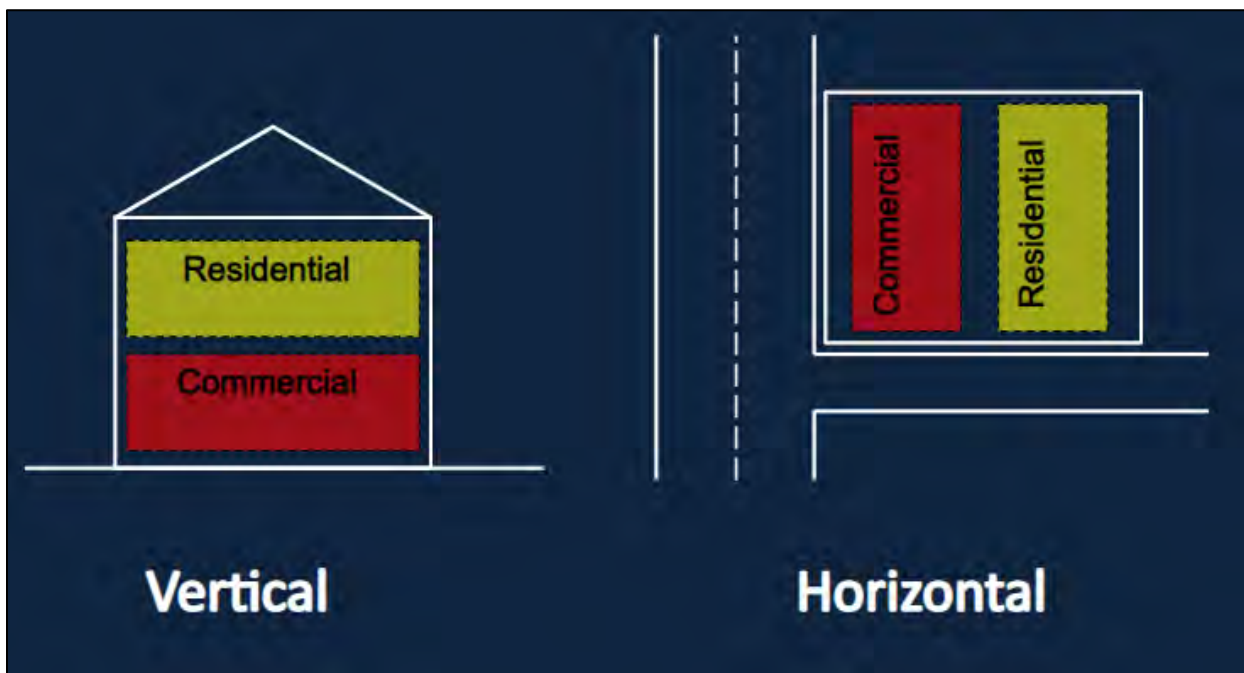 Residential
Commercial
Vertical
Commercial
Residential
Horizontal